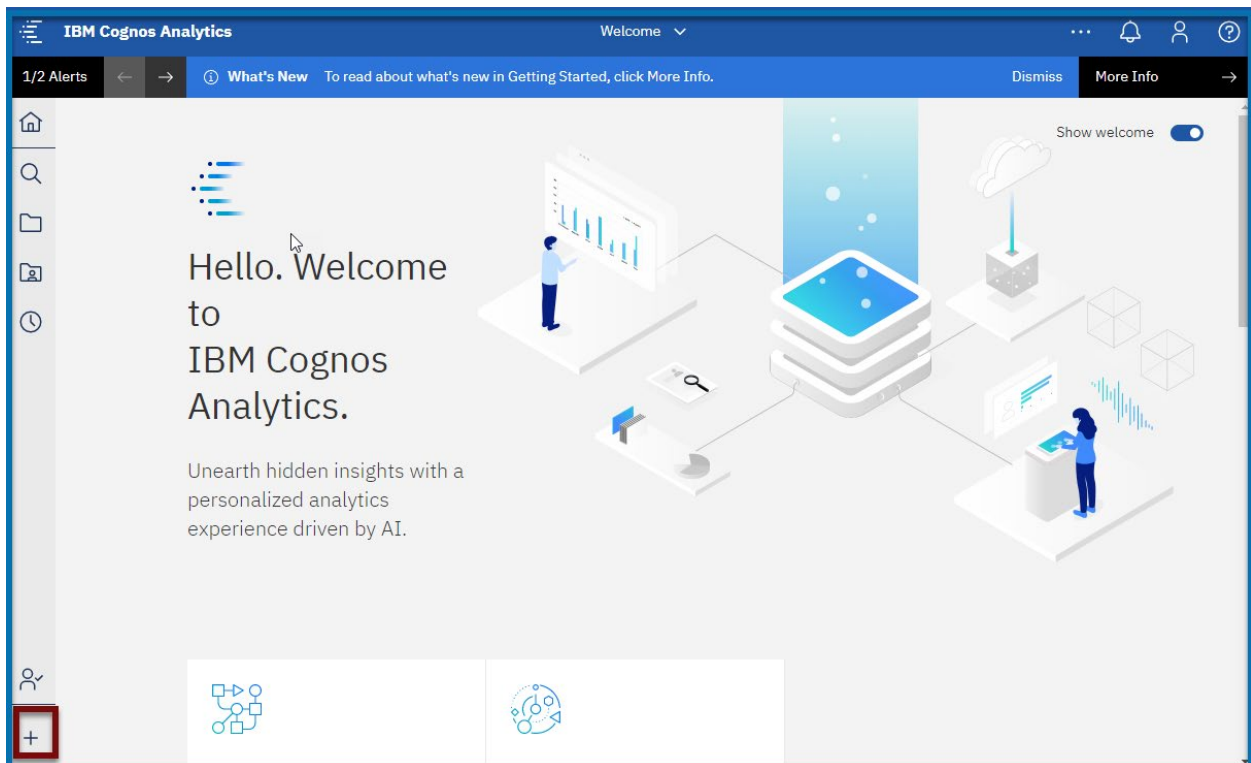 IBM Cognos Analytics
Welcome
1/2 Alerts
What's New To read about what's new in Getting Started, click More Info.
Dismiss
More Info
Show welcome
Hello. Welcome
to
IBM Cognos
Analytics.
Unearth hidden insights with a
personalized analytics
experience driven by AI.